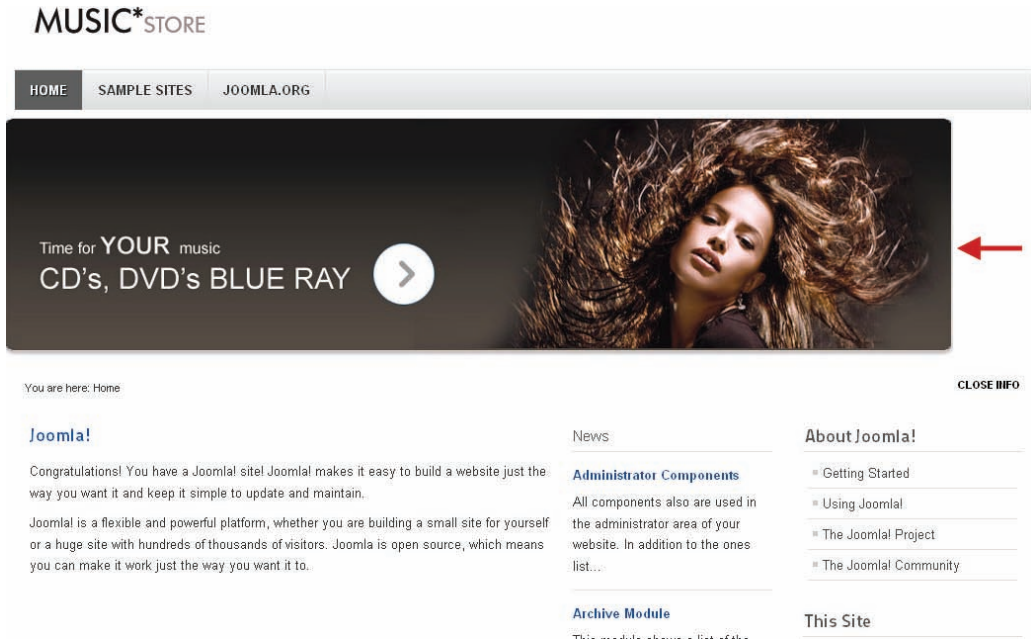 MUSIC*STORE
HOME SAMPLE SITES JOOMLA.ORG
Time for YOUR music
CD's, DVD's BLUE RAY
You are here: Home
CLOSE INFO
Joomla!
Congratulations! You have a Joomla! site! Joomla! makes it easy to build a website just the
way you want it and keep it simple to update and maintain.
Joomla! is a flexible and powerful platform, whether you are building a small site for yourself
or a huge site with hundreds of thousands of visitors. Joomla is open source, which means
you can make it work just the way you want it to.
News
Administrator Components
All components also are used in
the administrator area of your
website. In addition to the ones
list...
Archive Module
This module shows a list of the
About Joomla!
Getting Started
Using Joomla!
The Joomla! Project
The Joomla! Community
This Site